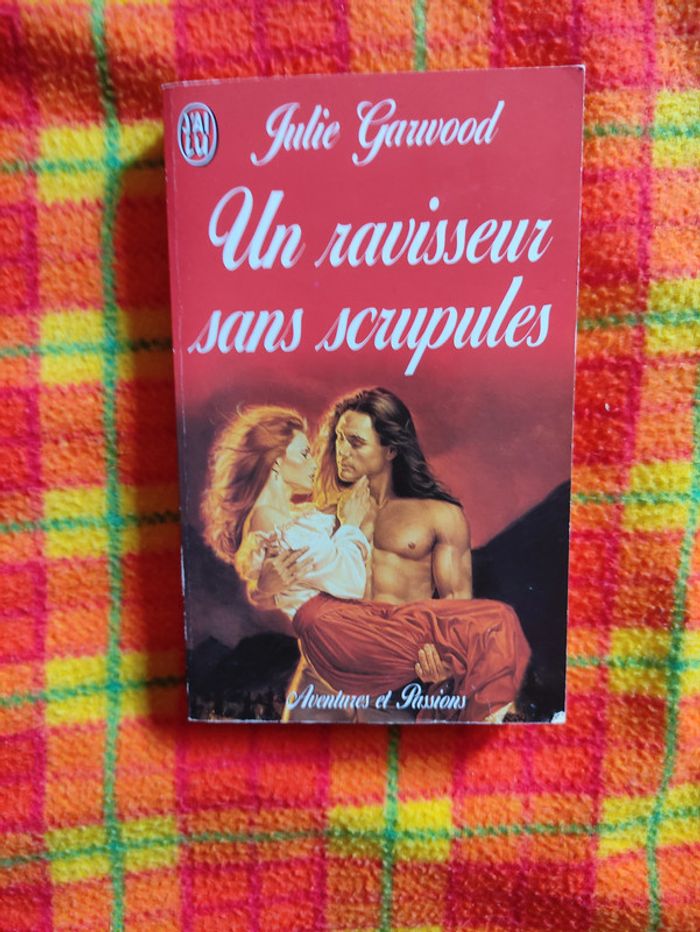 J'AI
LU
Julie Garwood
Un ravisseur
sans scrupules
Aventures et Passions